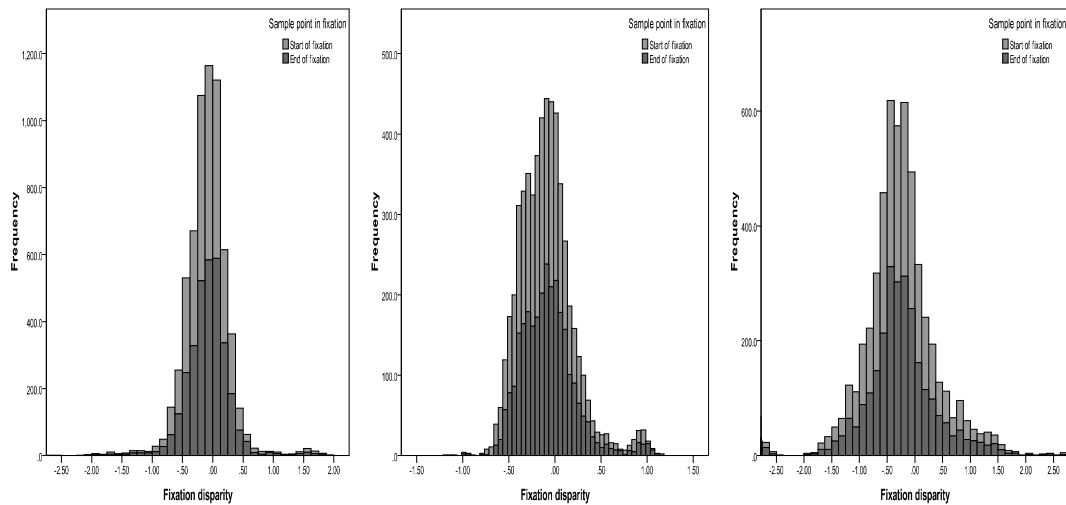 Sample point in fixation
Start of fixation
End of fixation
1,200.0
1,000.0
800.0
600.0
400.0
200.0
.0
Frequency
-2.50 -2.00 -1.50 -1.00 -.50 .00 .50 1.00 1.50 2.00
Fixation disparity
Sample point in fixation
Start of fixation
End of fixation
500.0
400.0
300.0
200.0
100.0
.0
Frequency
-1.50 -1.00 -.50 .00 .50 1.00 1.50
Fixation disparity
Sample point in fixation
Start of fixation
End of fixation
600.0
400.0
200.0
.0
Frequency
-2.50 -2.00 -1.50 -1.00 -.50 .00 .50 1.00 1.50 2.00 2.50
Fixation disparity